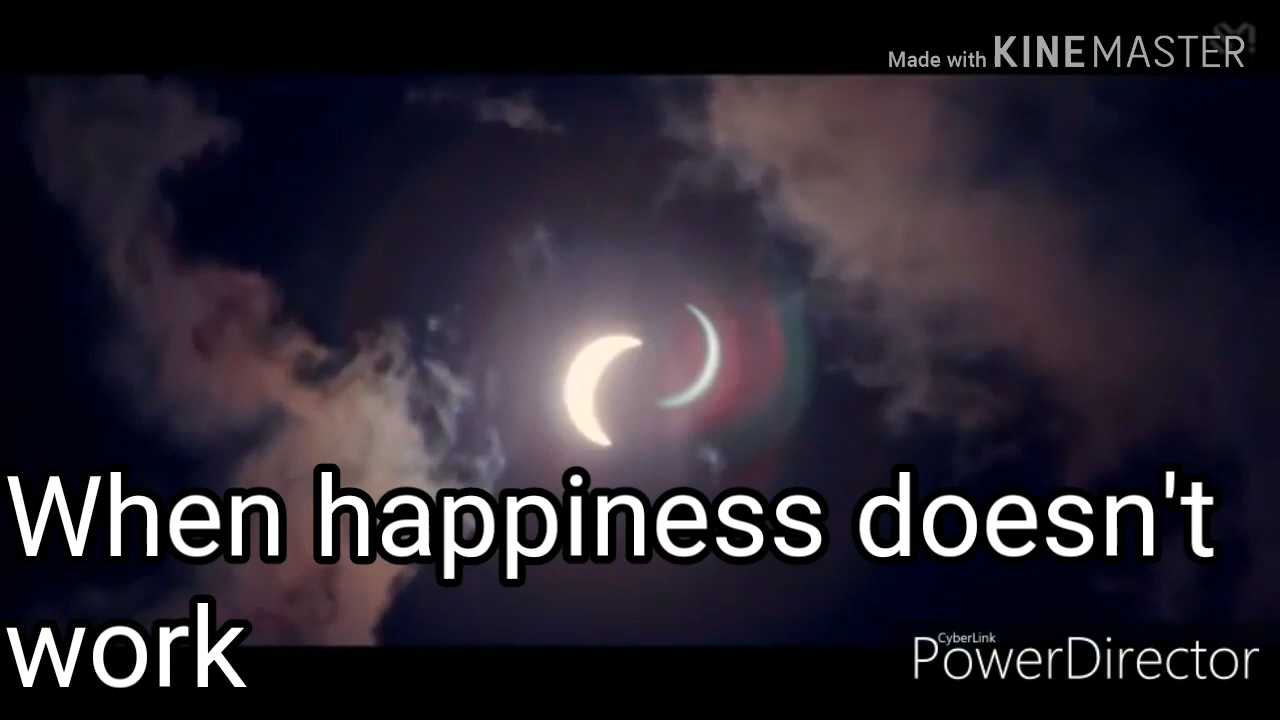 Made with KINEMASTER
When happiness doesn't
work
CyberLink
PowerDirector